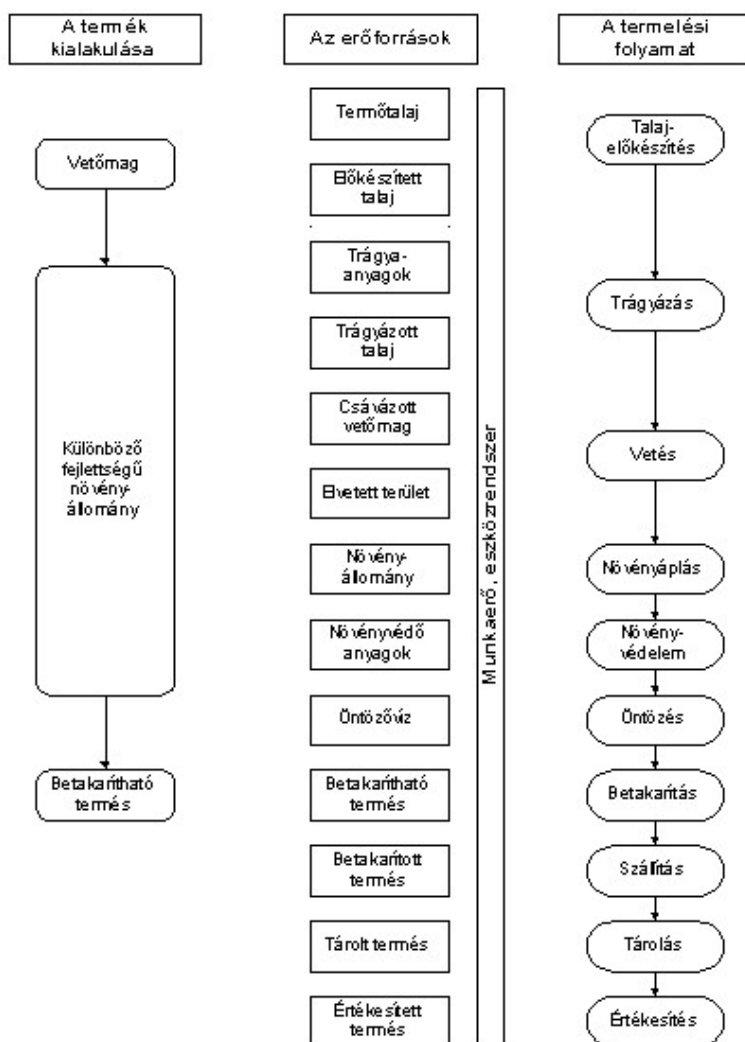 A termék
kialakulása
Az erőforrások
A termelési
folyamat
Vetőmag
Különböző
fejlettségű
növény-
állomány
Betakarítható
termés
Termőtalaj
Előkészített
talaj
Trágya-
anyagok
Trágyázott
talaj
Csávázott
vetőmag
Elvetett terület
Növény-
állomány
Növényvédő
anyagok
Öntözővíz
Betakarítható
termés
Betakarított
termés
Tárolt termés
Értékesített
termés
Munkaerő, eszközrendszer
Talaj-
előkészítés
Trágyázás
Vetés
Növényáplás
Növény-
védelem
Öntözés
Betakarítás
Szállítás
Tárolás
Értékesítés